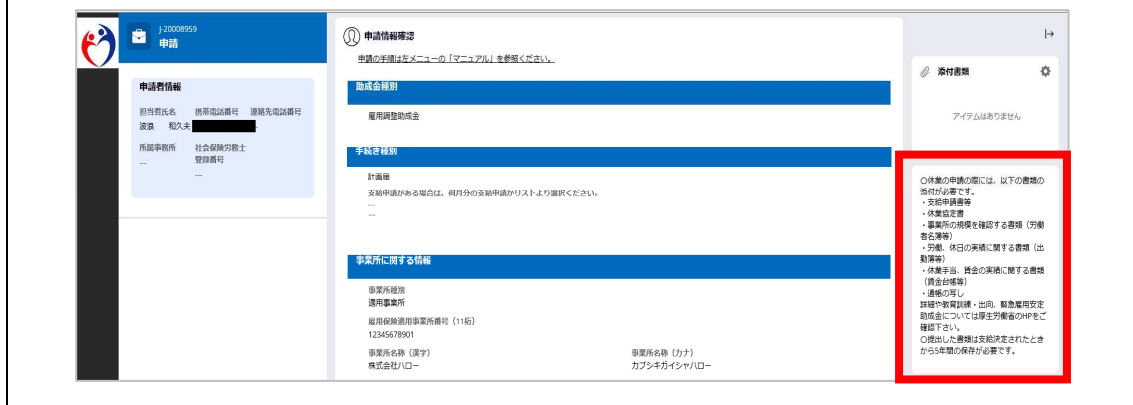 J-20008959
申請
申請者情報
担当者氏名 携帯電話番号 連絡先電話番号
波浪 和久夫
所属事務所 社会保険労務士
登録番号
--
--
申請情報確認
申請の手順は左メニューの「マニュアル」を参照ください。
助成金種別
雇用調整助成金
手続き種別
計画届
支給申請がある場合は、何月分の支給申請かリストより選択ください。
--
--
事業所に関する情報
事業所種別
適用事業所
雇用保険適用事業所番号（11桁）
12345678901
事業所名称（漢字） 事業所名称（カナ）
株式会社ハロー カブシキガイシャハロー
添付書類
アイテムはありません
○休業の申請の際には、以下の書類の
添付が必要です。
・支給申請書等
・休業協定書
・事業所の規模を確認する書類（労働
者名簿等）
・労働、休日の実績に関する書類（出
勤簿等）
・休業手当、賃金の実績に関する書類
（賃金台帳等）
・通帳の写し
詳細や教育訓練・出向、緊急雇用安定
助成金については厚生労働省のHPをご
確認下さい。
○提出した書類は支給決定されたとき
から5年間の保存が必要です。